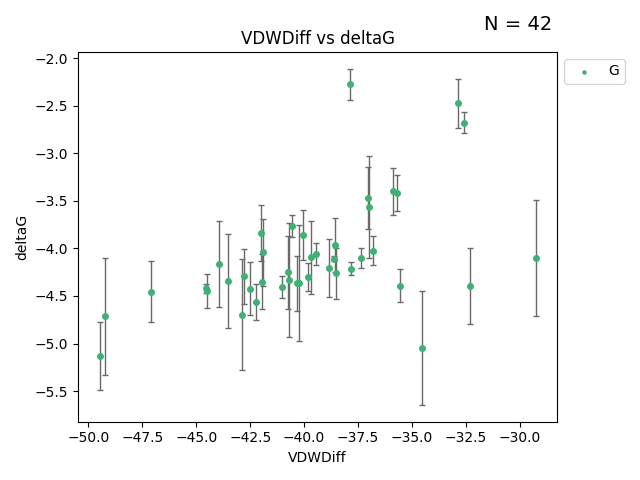 N = 42
VDWDiff vs deltaG
G
deltaG
−2.0
−2.5
−3.0
−3.5
−4.0
−4.5
−5.0
−5.5
−50.0 −47.5 −45.0 −42.5 −40.0 −37.5 −35.0 −32.5 −30.0
VDWDiff